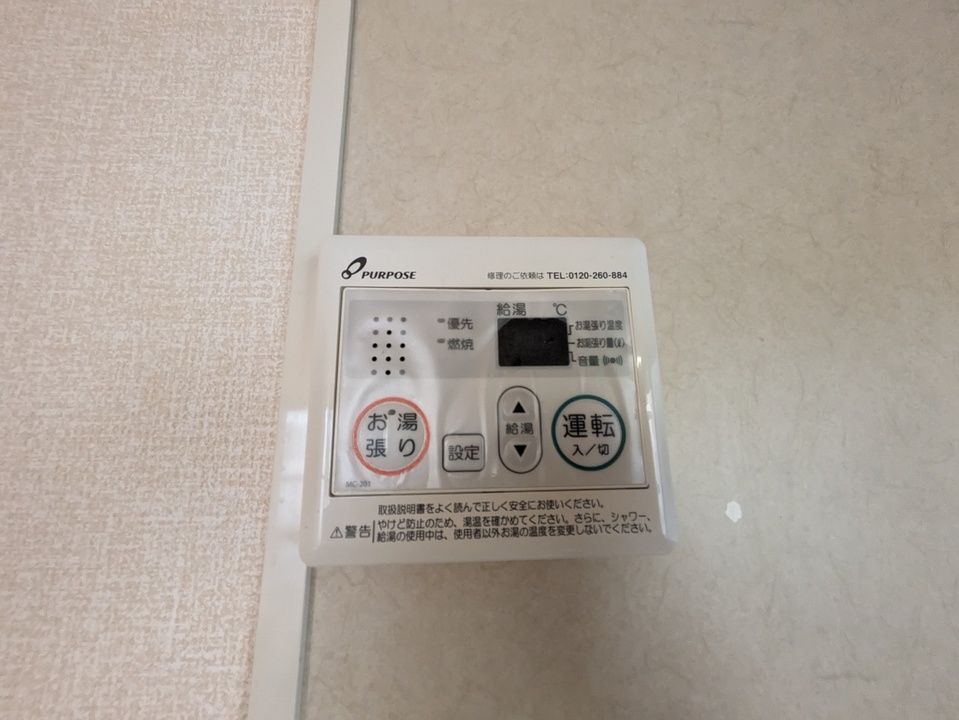 PURPOSE
修理のご依頼は TEL:0120-260-884
給湯 ℃
優先
燃焼
お湯張り温度
お湯張り量(ℓ)
音量
お湯
張り
設定
▲
給湯
▼
運転
入／切
MC-201
取扱説明書をよく読んで正しく安全にお使いください。
⚠警告
やけど防止のため、湯温を確かめてください。さらに、シャワー、
給湯の使用中は、使用者以外お湯の温度を変更しないでください。